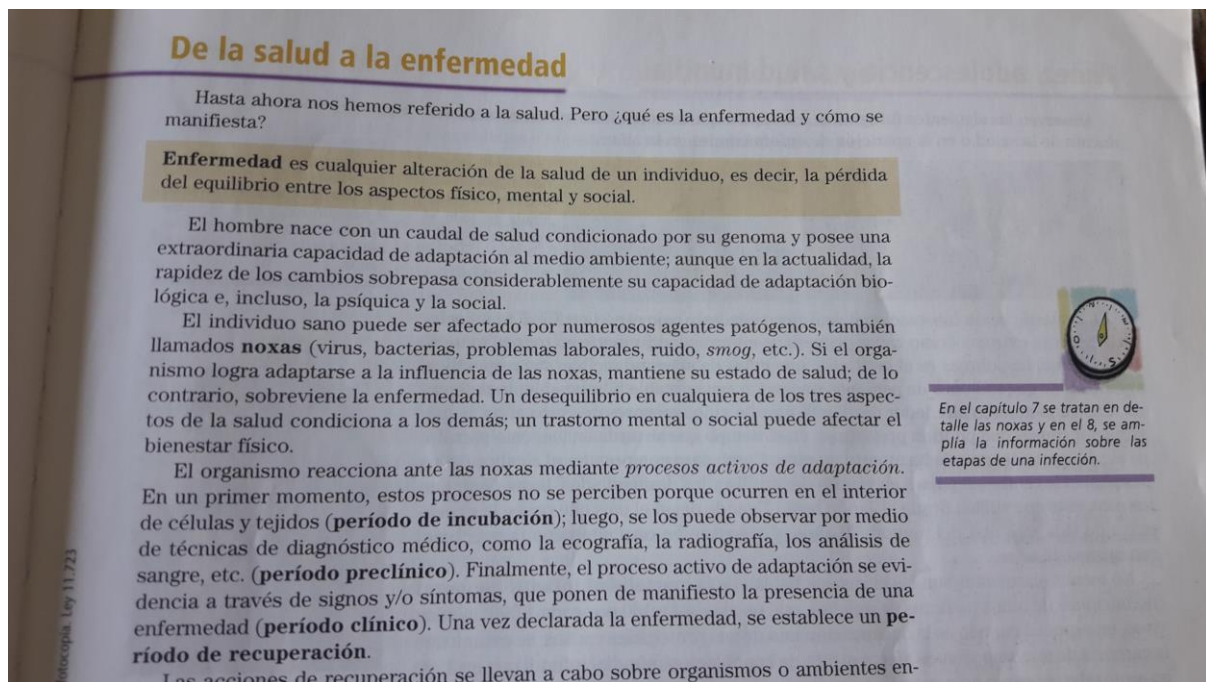 De la salud a la enfermedad
Hasta ahora nos hemos referido a la salud. Pero ¿qué es la enfermedad y cómo se
manifiesta?
Enfermedad es cualquier alteración de la salud de un individuo, es decir, la pérdida
del equilibrio entre los aspectos físico, mental y social.
El hombre nace con un caudal de salud condicionado por su genoma y posee una
extraordinaria capacidad de adaptación al medio ambiente; aunque en la actualidad, la
rapidez de los cambios sobrepasa considerablemente su capacidad de adaptación bio-
lógica e, incluso, la psíquica y la social.
El individuo sano puede ser afectado por numerosos agentes patógenos, también
llamados noxas (virus, bacterias, problemas laborales, ruido, smog, etc.). Si el orga-
nismo logra adaptarse a la influencia de las noxas, mantiene su estado de salud; de lo
contrario, sobreviene la enfermedad. Un desequilibrio en cualquiera de los tres aspec-
tos de la salud condiciona a los demás; un trastorno mental o social puede afectar el
bienestar físico.
El organismo reacciona ante las noxas mediante procesos activos de adaptación.
En un primer momento, estos procesos no se perciben porque ocurren en el interior
de células y tejidos (período de incubación); luego, se los puede observar por medio
de técnicas de diagnóstico médico, como la ecografía, la radiografía, los análisis de
sangre, etc. (período preclínico). Finalmente, el proceso activo de adaptación se evi-
dencia a través de signos y/o síntomas, que ponen de manifiesto la presencia de una
enfermedad (período clínico). Una vez declarada la enfermedad, se establece un pe-
ríodo de recuperación.
Las acciones de recuperación se llevan a cabo sobre organismos o ambientes en-
En el capítulo 7 se tratan en de-
talle las noxas y en el 8, se am-
plía la información sobre las
etapas de una infección.
otocopia. Ley 11.723